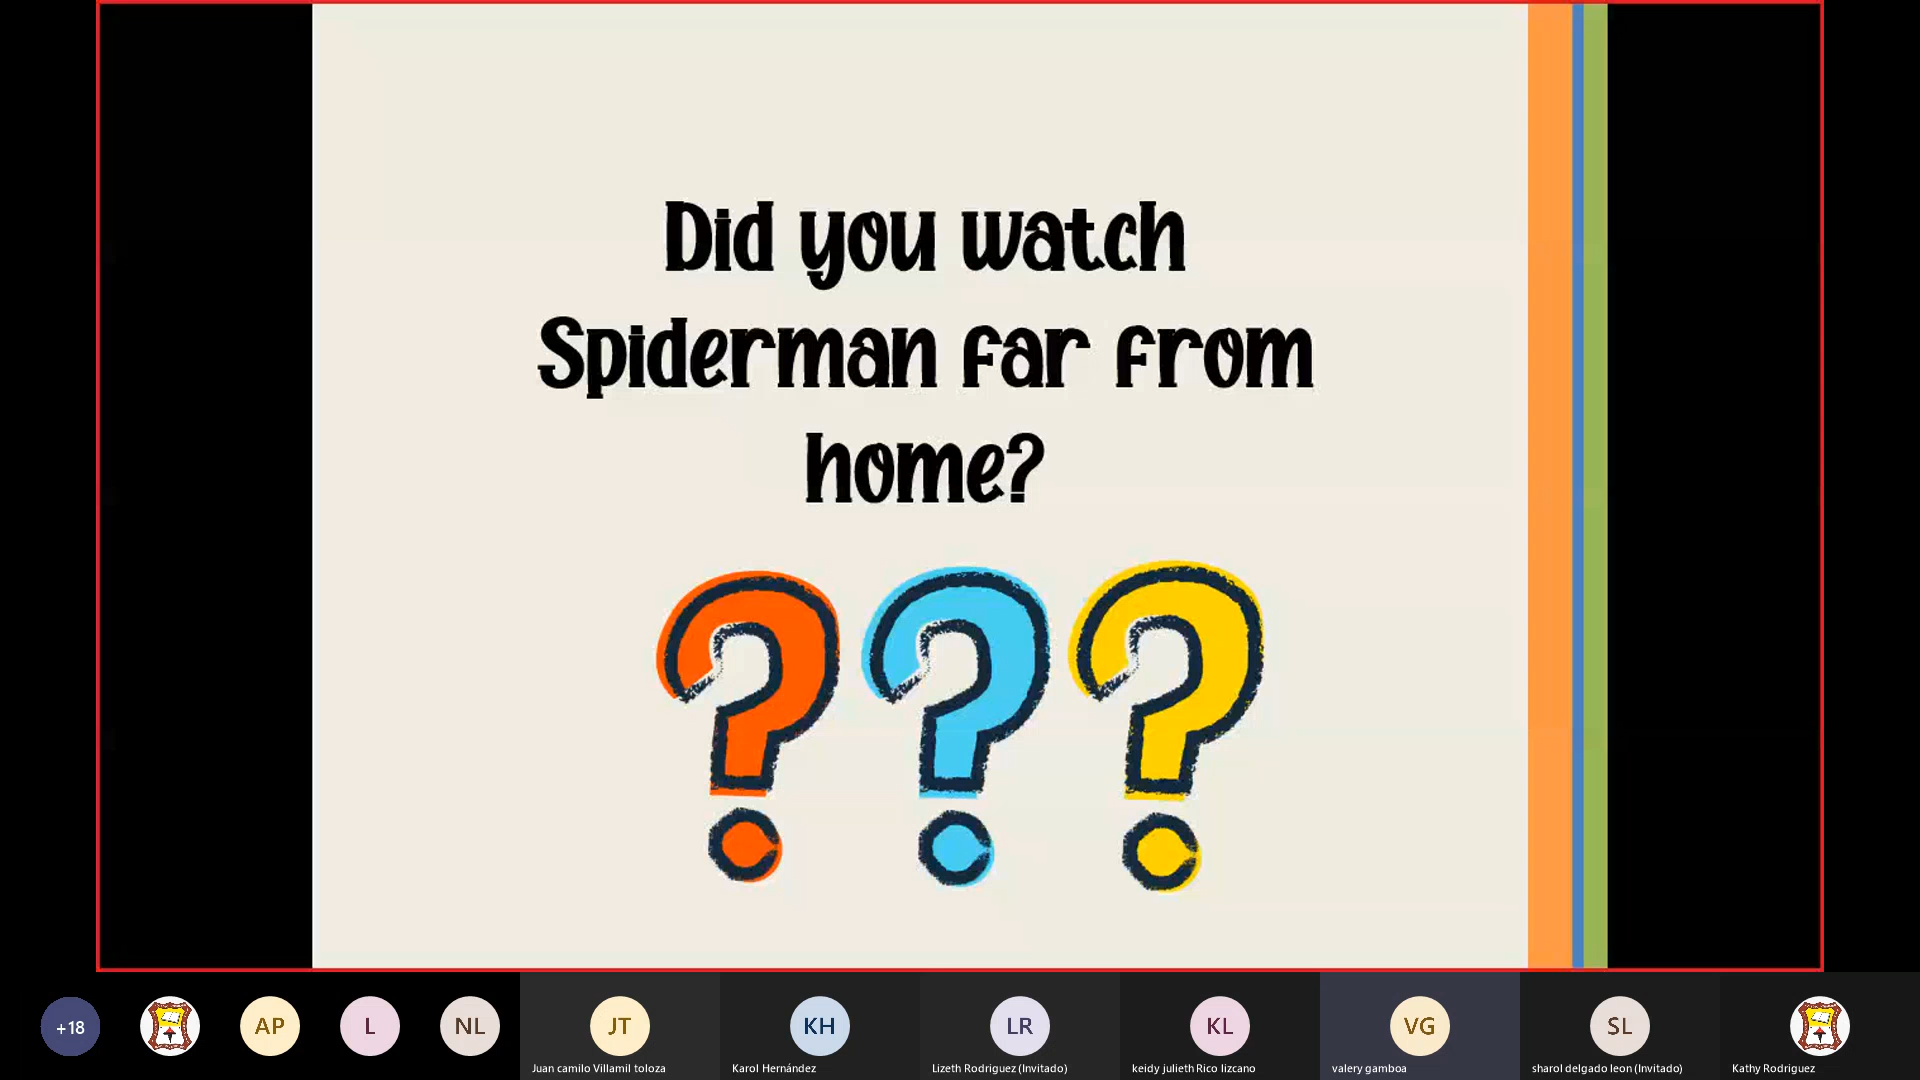 Did you watch
Spiderman far from
home?
+18
AP
L
NL
JT
KH
LR
KL
VG
SL
Juan camilo Villamil toloza
Karol Hernández
Lizeth Rodriguez (Invitado)
keidy julieth Rico lizcano
valery gamboa
sharol delgado leon (Invitado)
Kathy Rodriguez